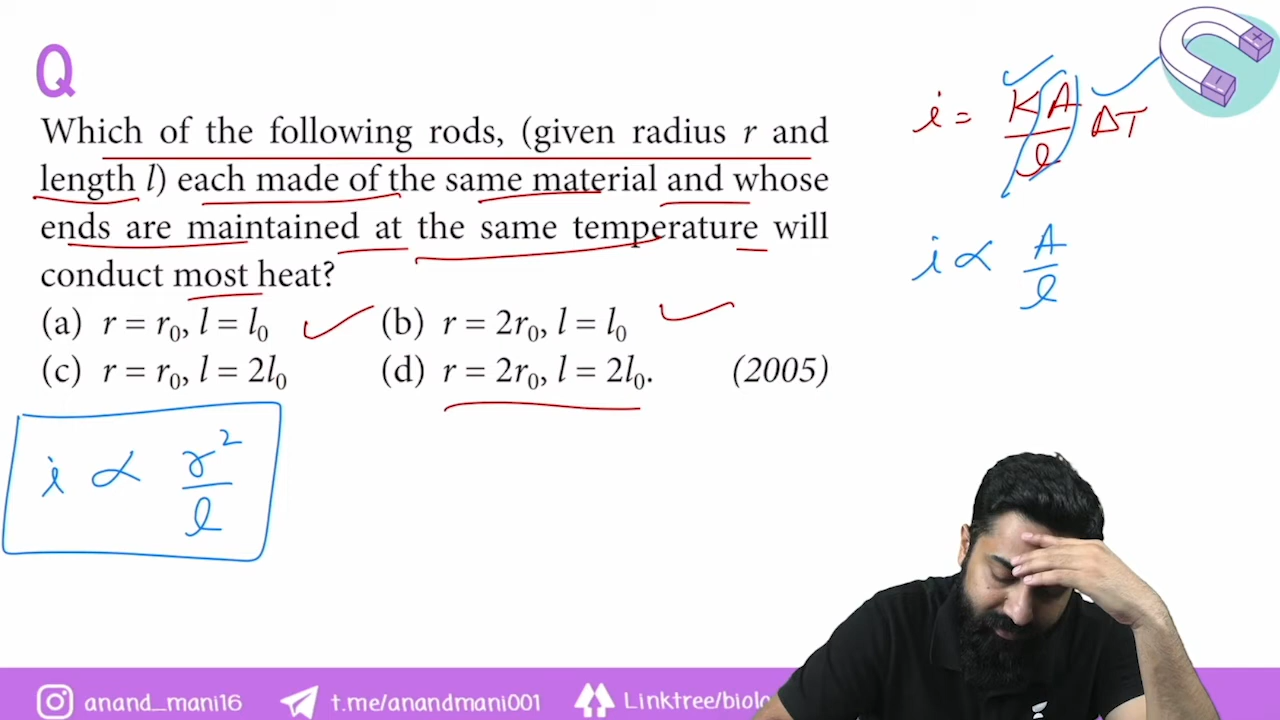 Q
Which of the following rods, (given radius r and
length l) each made of the same material and whose
ends are maintained at the same temperature will
conduct most heat?
(a) r = r₀, l = l₀ (b) r = 2r₀, l = l₀
(c) r = r₀, l = 2l₀ (d) r = 2r₀, l = 2l₀. (2005)
i = KA/l ΔT
i ∝ A/l
i ∝ r²/l
+
-
anand_mani16 t.me/anandmani001 Linktree/biolo